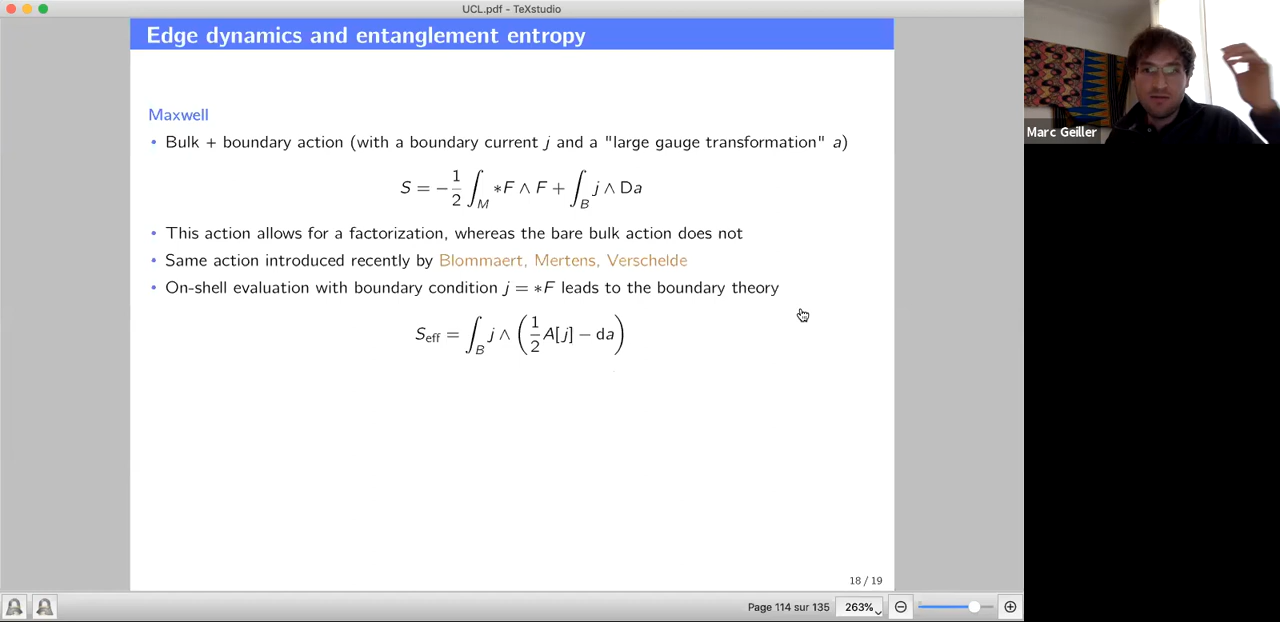 UCL.pdf - TeXstudio
Edge dynamics and entanglement entropy
Maxwell
• Bulk + boundary action (with a boundary current j and a "large gauge transformation" a)
S = −1/2 ∫_M ∗F ∧ F + ∫_B j ∧ Da
• This action allows for a factorization, whereas the bare bulk action does not
• Same action introduced recently by Blommaert, Mertens, Verschelde
• On-shell evaluation with boundary condition j = ∗F leads to the boundary theory
S_eff = ∫_B j ∧ (1/2 A[j] − da)
18 / 19
Page 114 sur 135 263%
Marc Geiller